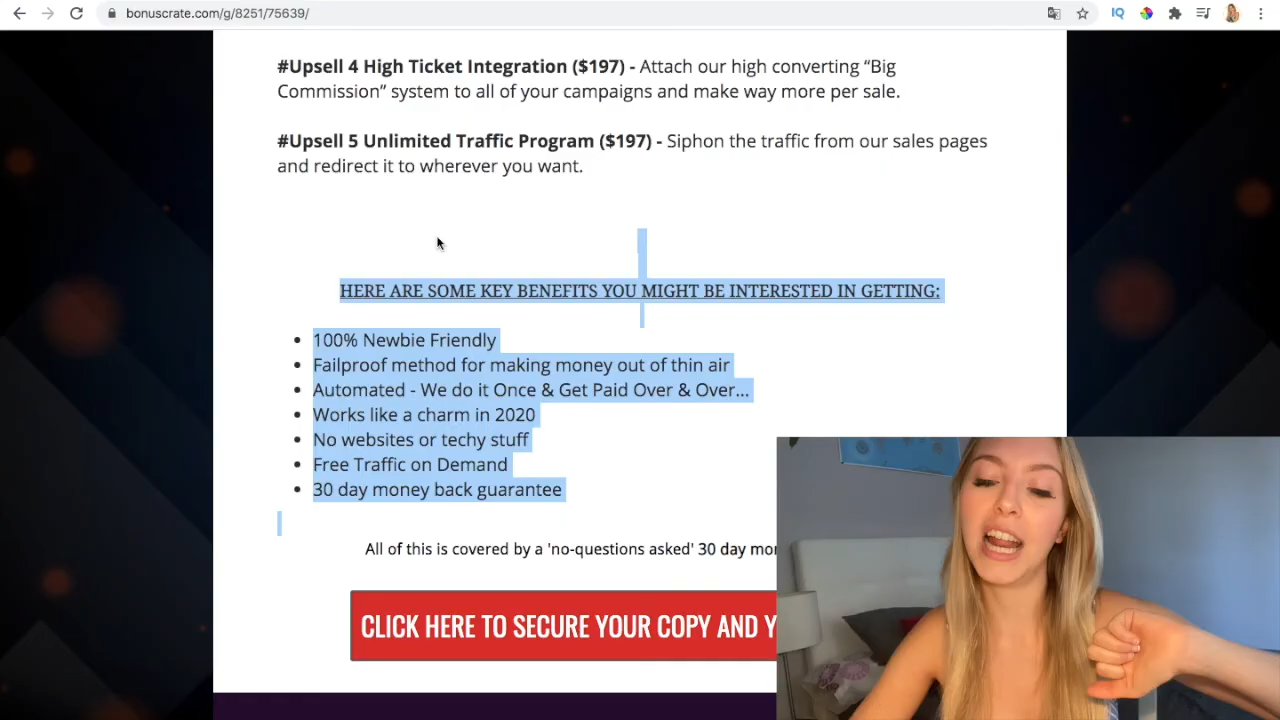 bonuscrate.com/g/8251/75639/
#Upsell 4 High Ticket Integration ($197) - Attach our high converting “Big
Commission” system to all of your campaigns and make way more per sale.
#Upsell 5 Unlimited Traffic Program ($197) - Siphon the traffic from our sales pages
and redirect it to wherever you want.
HERE ARE SOME KEY BENEFITS YOU MIGHT BE INTERESTED IN GETTING:
• 100% Newbie Friendly
• Failproof method for making money out of thin air
• Automated - We do it Once & Get Paid Over & Over...
• Works like a charm in 2020
• No websites or techy stuff
• Free Traffic on Demand
• 30 day money back guarantee
All of this is covered by a 'no-questions asked' 30 day
CLICK HERE TO SECURE YOUR COPY AND